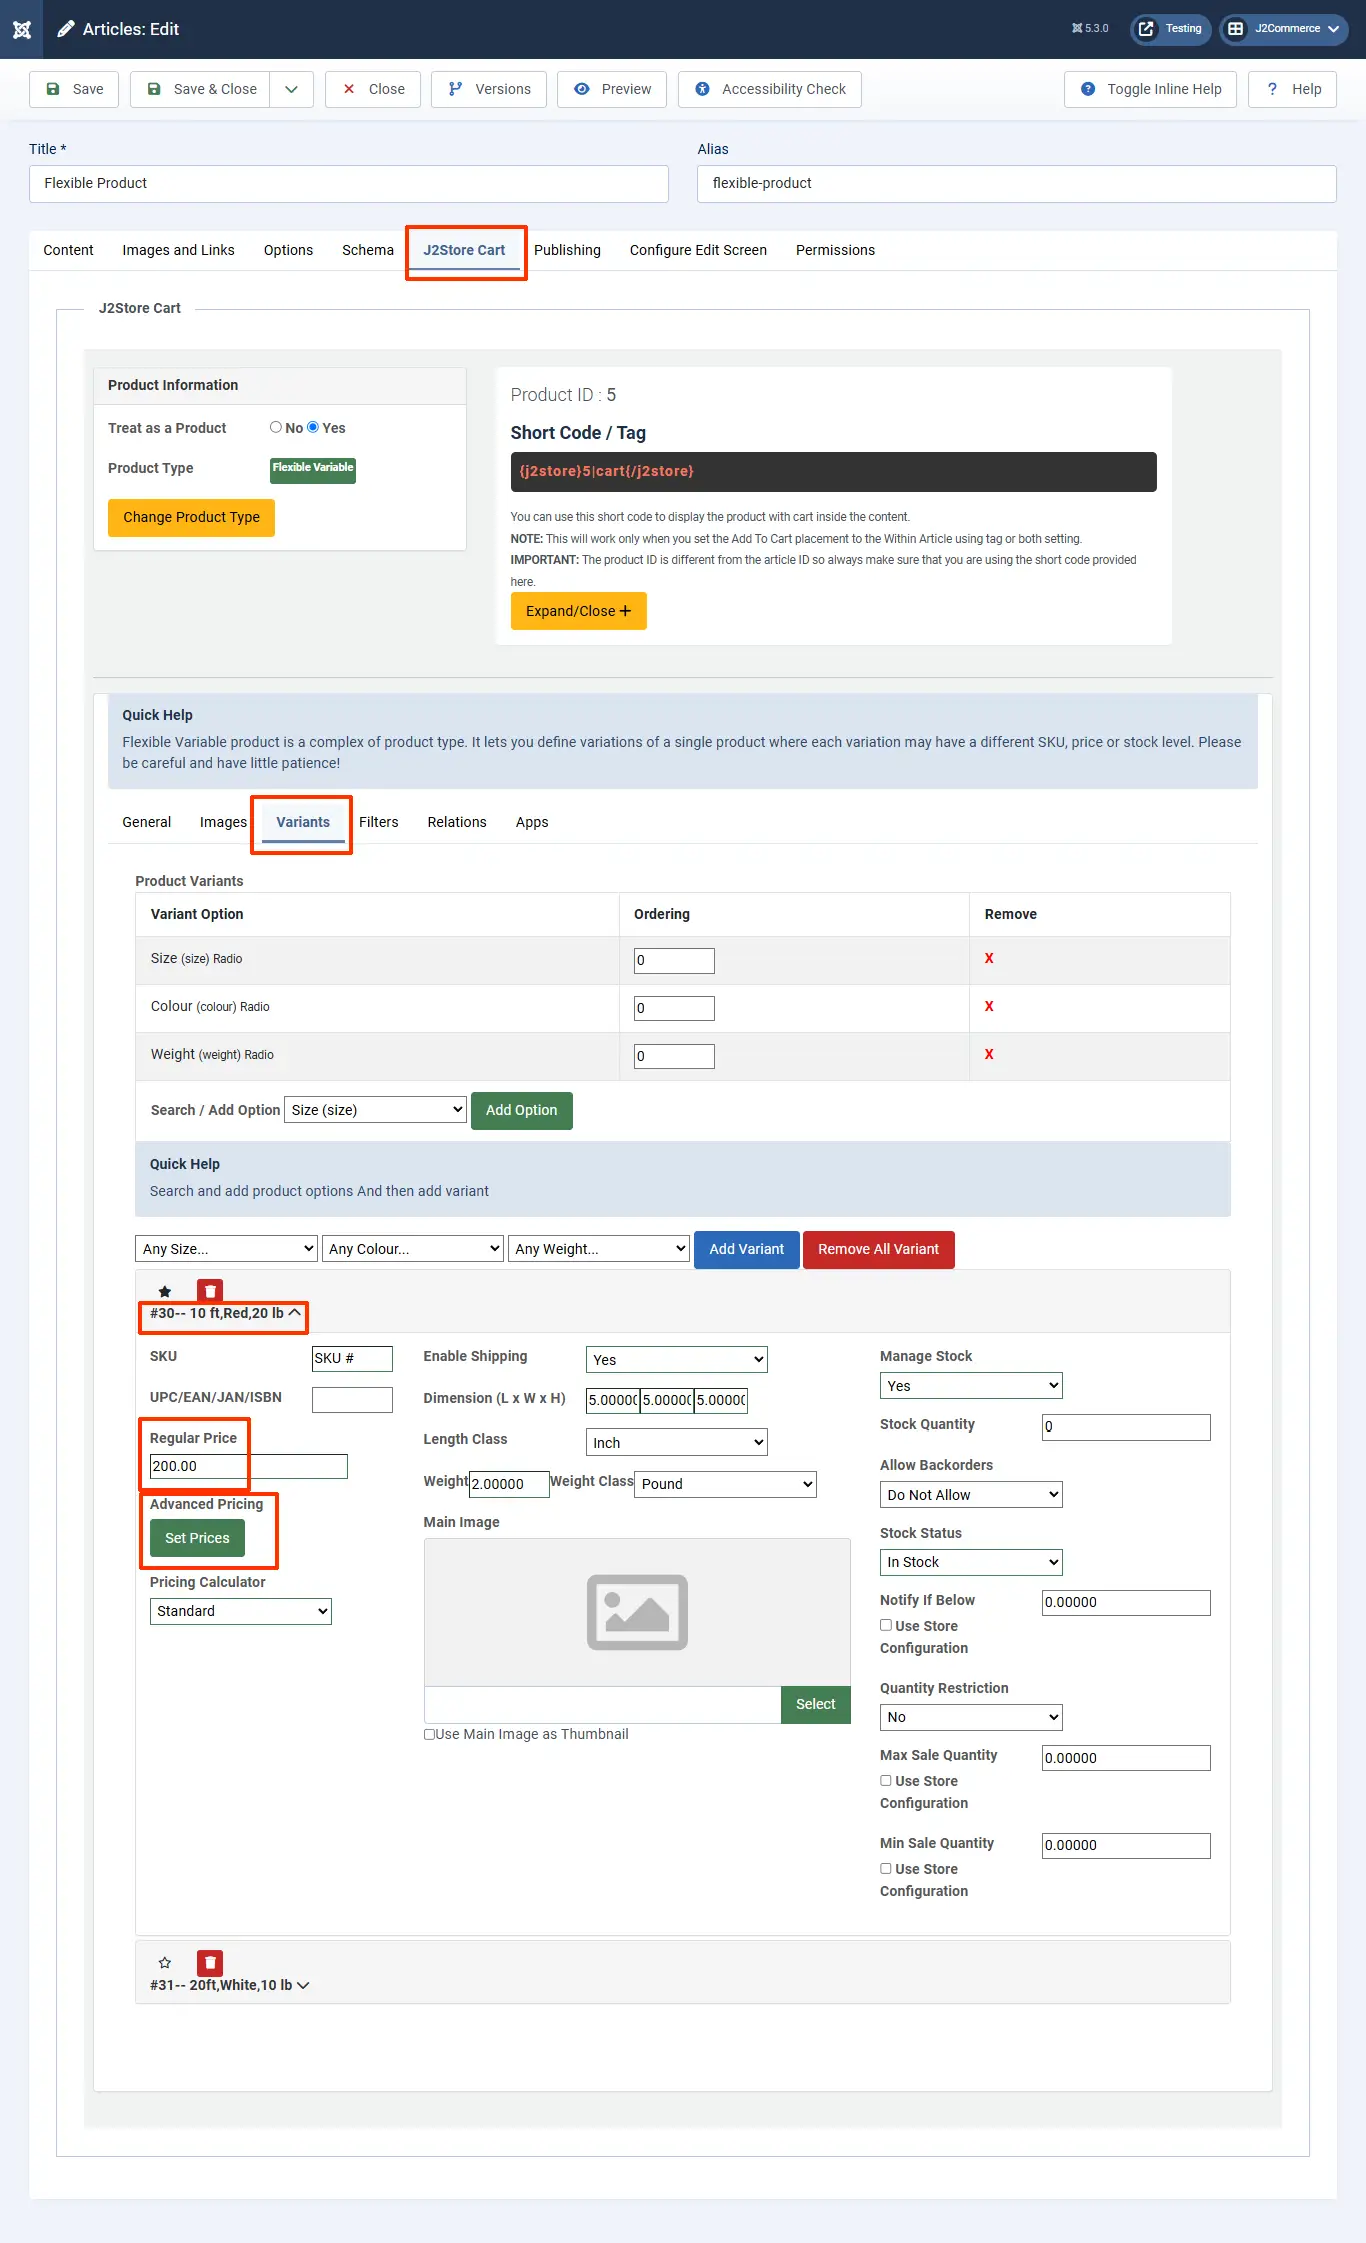 Articles: Edit
5.3.0
Testing
J2Commerce
Save
Save & Close
Close
Versions
Preview
Accessibility Check
Toggle Inline Help
? Help
Title *
Alias
Flexible Product
flexible-product
Content
Images and Links
Options
Schema
J2Store Cart
Publishing
Configure Edit Screen
Permissions
J2Store Cart
Product Information
Treat as a Product
No
Yes
Product Type
Flexible Variable
Change Product Type
Product ID : 5
Short Code / Tag
{j2store}5|cart{/j2store}
You can use this short code to display the product with cart inside the content.
NOTE: This will work only when you set the Add To Cart placement to the Within Article using tag or both setting.
IMPORTANT: The product ID is different from the article ID so always make sure that you are using the short code provided
here.
Expand/Close +
Quick Help
Flexible Variable product is a complex of product type. It lets you define variations of a single product where each variation may have a different SKU, price or stock level. Please
be careful and have little patience!
General
Images
Variants
Filters
Relations
Apps
Product Variants
Variant Option
Ordering
Remove
Size (size) Radio
0
X
Colour (colour) Radio
0
X
Weight (weight) Radio
0
X
Search / Add Option
Size (size)
Add Option
Quick Help
Search and add product options And then add variant
Any Size...
Any Colour...
Any Weight...
Add Variant
Remove All Variant
#30-- 10 ft,Red,20 lb
SKU
SKU #
UPC/EAN/JAN/ISBN
Regular Price
200.00
Advanced Pricing
Set Prices
Pricing Calculator
Standard
Enable Shipping
Yes
Dimension (L x W x H)
5.0000
5.0000
5.0000
Length Class
Inch
Weight
2.00000
Weight Class
Pound
Main Image
Select
Use Main Image as Thumbnail
Manage Stock
Yes
Stock Quantity
0
Allow Backorders
Do Not Allow
Stock Status
In Stock
Notify If Below
0.00000
Use Store
Configuration
Quantity Restriction
No
Max Sale Quantity
0.00000
Use Store
Configuration
Min Sale Quantity
0.00000
Use Store
Configuration
#31-- 20ft,White,10 lb